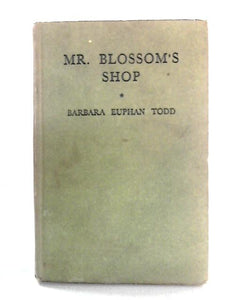 MR. BLOSSOM'S
SHOP
*
BARBARA EUPHAN TODD